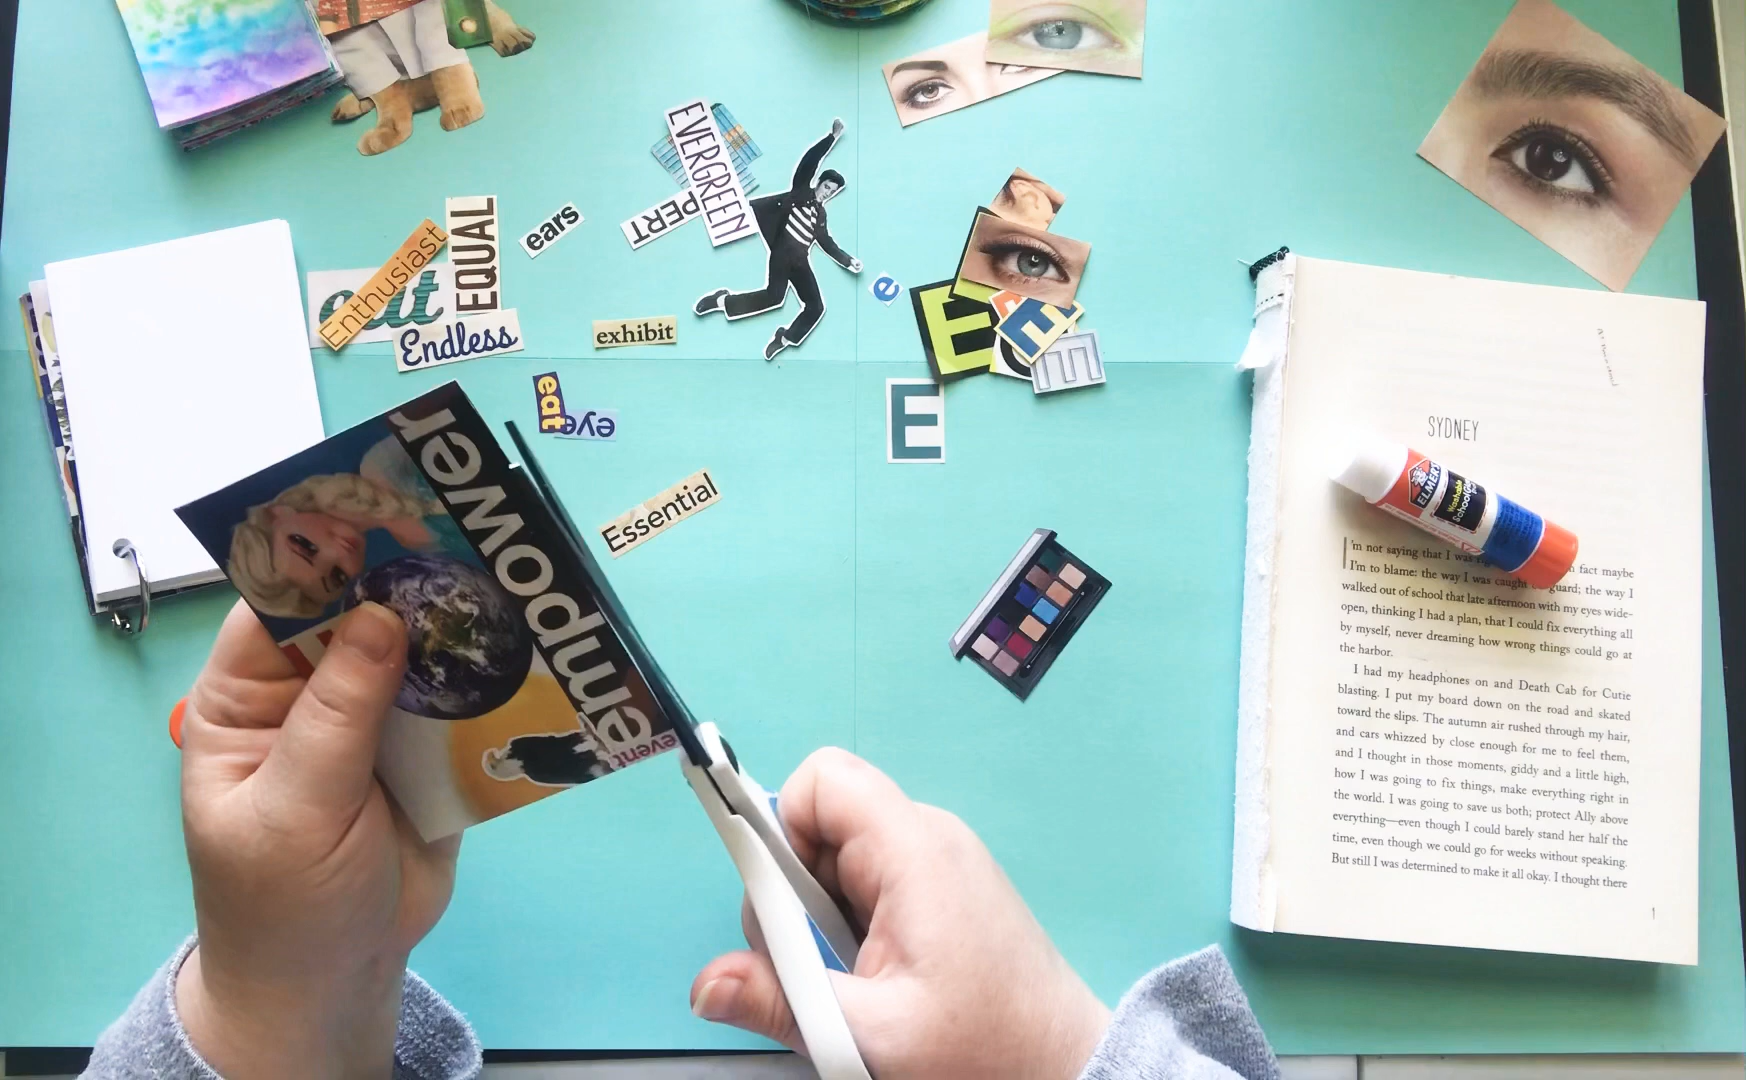 EVERGREEN
PERT
EQUAL
ears
Enthusiast
eat
Endless
exhibit
e
E
E
E
E
eat
eye
Essential
empower
event
SYDNEY
ELMER'S
Washable
School
I'm not saying that I was fact maybe
I'm to blame: the way I was caught guard; the way I
walked out of school that late afternoon with my eyes wide-
open, thinking I had a plan, that I could fix everything all
by myself, never dreaming how wrong things could go at
the harbor.
I had my headphones on and Death Cab for Cutie
blasting. I put my board down on the road and skated
toward the slips. The autumn air rushed through my hair,
and cars whizzed by close enough for me to feel them,
and I thought in those moments, giddy and a little high,
how I was going to fix things, make everything right in
the world. I was going to save us both; protect Ally above
everything—even though I could barely stand her half the
time, even though we could go for weeks without speaking.
But still I was determined to make it all okay. I thought there
1